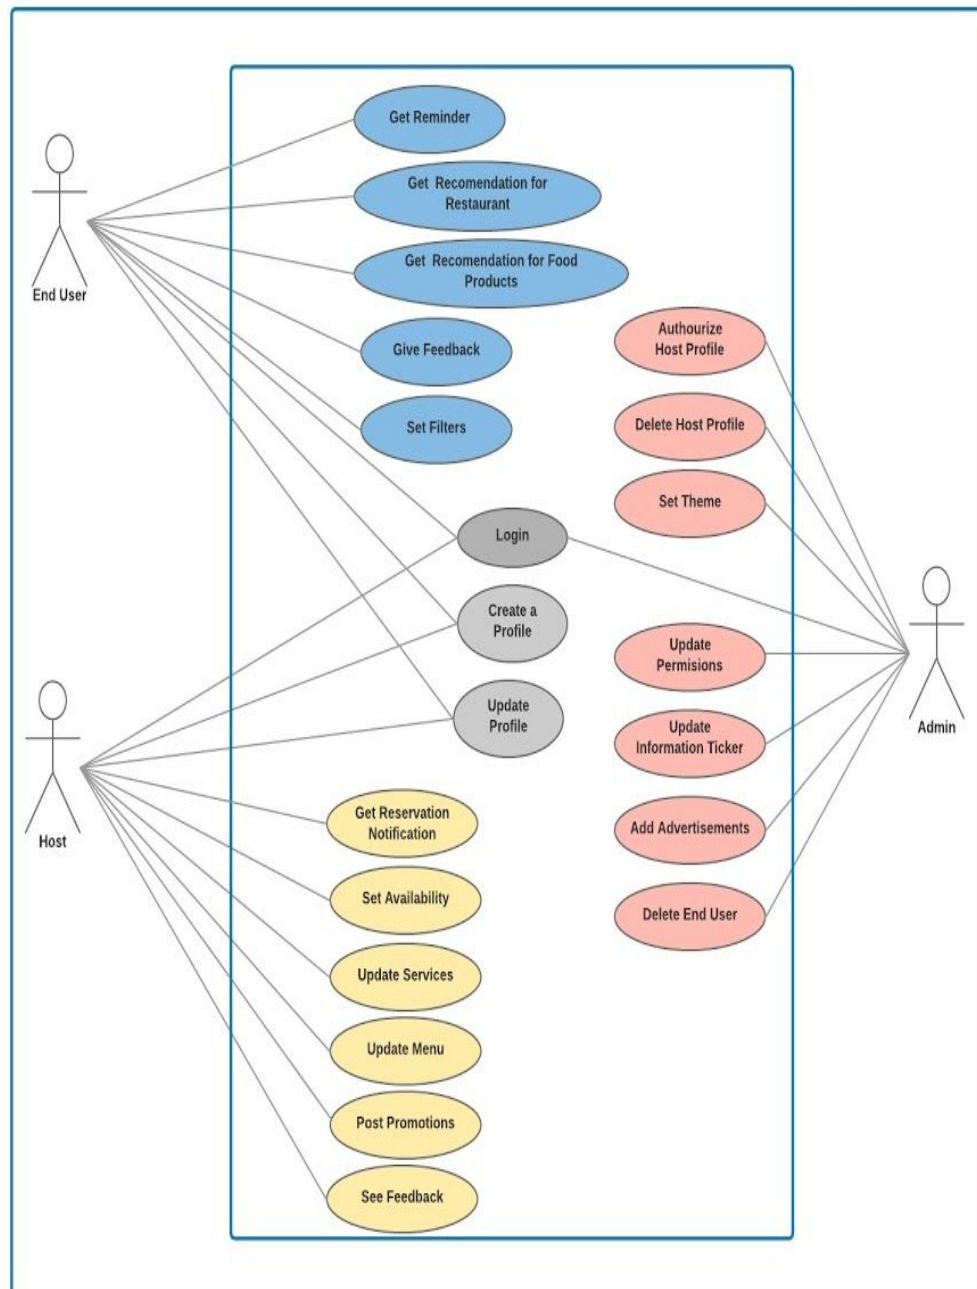 Get Reminder
Get Recomendation for
Restaurant
Get Recomendation for Food
Products
End User
Authourize
Host Profile
Give Feedback
Delete Host Profile
Set Filters
Set Theme
Login
Create a
Profile
Update
Permisions
Update
Profile
Admin
Update
Information Ticker
Get Reservation
Notification
Add Advertisements
Host
Set Availability
Delete End User
Update Services
Update Menu
Post Promotions
See Feedback